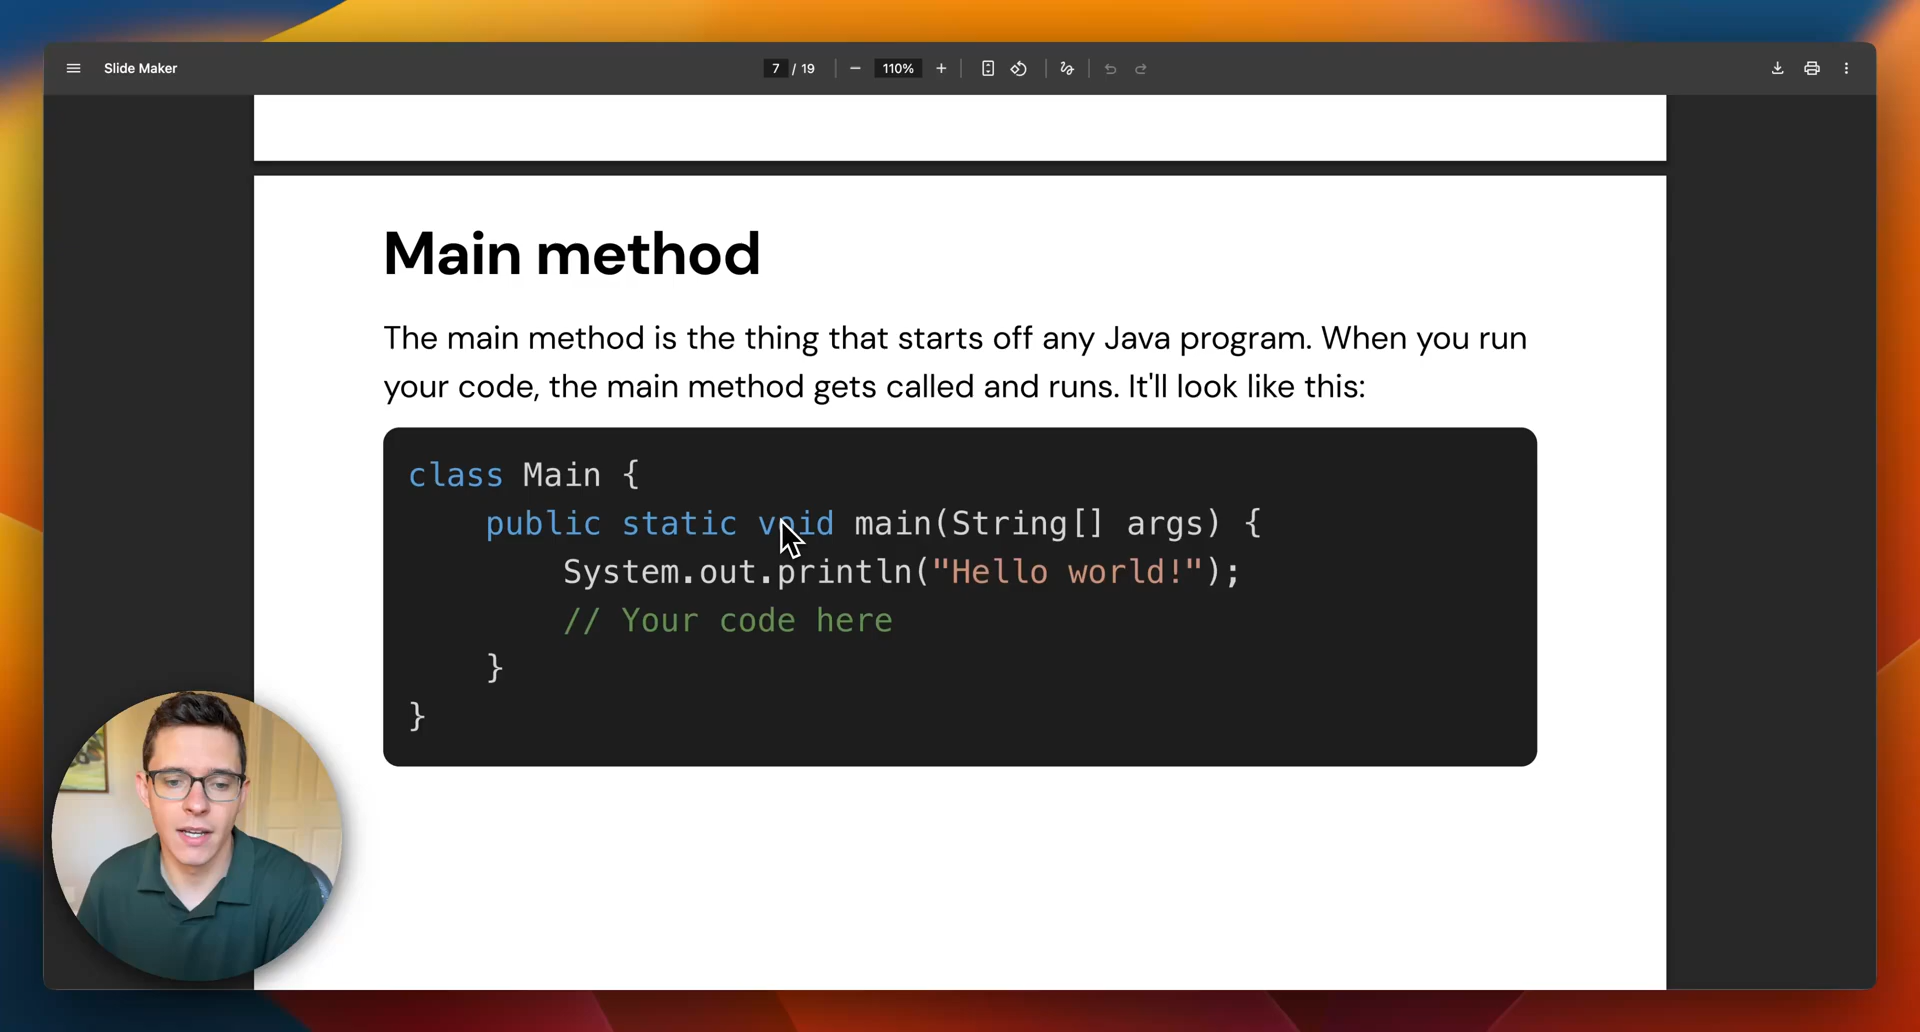 Slide Maker
7 / 19
110%
Main method
The main method is the thing that starts off any Java program. When you run
your code, the main method gets called and runs. It'll look like this:
class Main {
public static void main(String[] args) {
System.out.println("Hello world!");
// Your code here
}
}